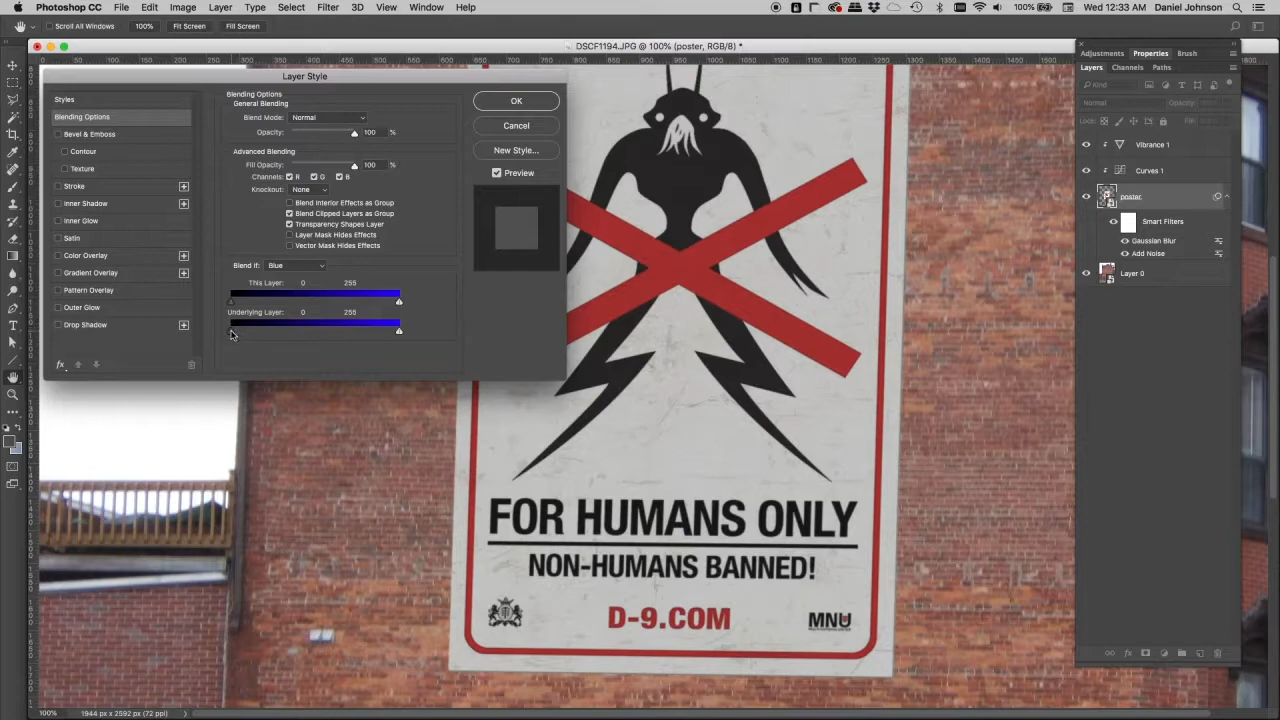 Photoshop CC File Edit Image Layer Type Select Filter 3D View Window Help 100% Wed 12:33 AM Daniel Johnson
Scroll All Windows 100% Fit Screen Fill Screen
DSCF1194.JPG @ 100% (poster, RGB/8) *
Layer Style
Styles
Blending Options
Bevel & Emboss
Contour
Texture
Stroke
Inner Shadow
Inner Glow
Satin
Color Overlay
Gradient Overlay
Pattern Overlay
Outer Glow
Drop Shadow
fx
Blending Options
General Blending
Blend Mode: Normal
Opacity: 100 %
Advanced Blending
Fill Opacity: 100 %
Channels: R G B
Knockout: None
Blend Interior Effects as Group
Blend Clipped Layers as Group
Transparency Shapes Layer
Layer Mask Hides Effects
Vector Mask Hides Effects
Blend If: Blue
This Layer: 0 255
Underlying Layer: 0 255
OK
Cancel
New Style...
Preview
FOR HUMANS ONLY
NON-HUMANS BANNED!
D-9.COM
MNU
Adjustments Properties Brush
Layers Channels Paths
Kind
Normal Opacity:
Lock: Fill:
Vibrance 1
Curves 1
poster
Smart Filters
Gaussian Blur
Add Noise
Layer 0
fx
100% 1944 px x 2592 px (72 ppi)